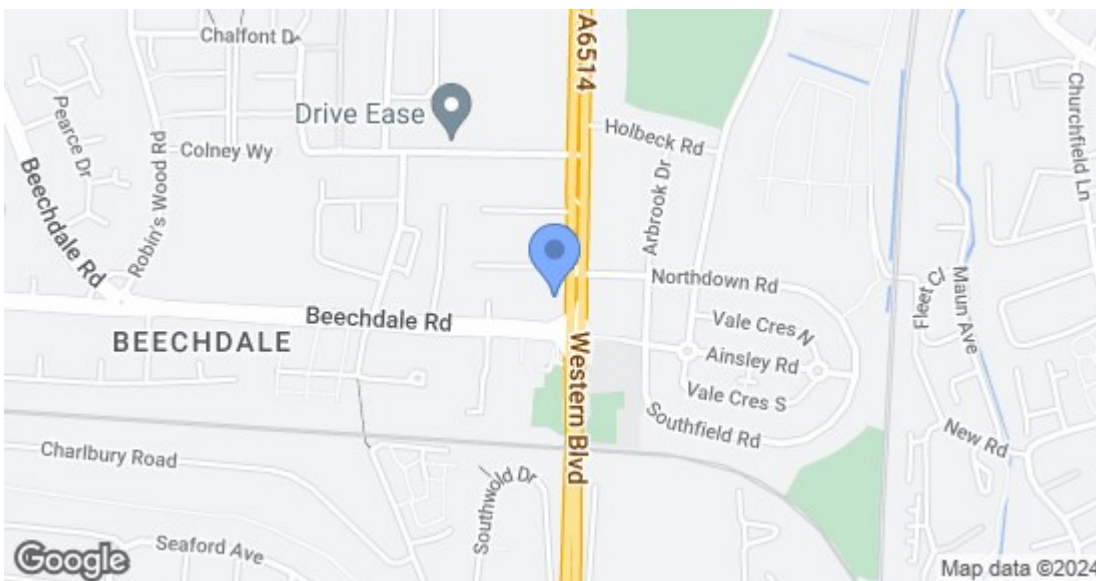 Chalfont D
A6514
Drive Ease
Pearce Dr
Robin's Wood Rd
Colney Wy
Holbeck Rd
Churchfield Ln
Beechdale Rd
Arbrook Dr
Northdown Rd
Fleet Cl
Maun Ave
Beechdale Rd
BEECHDALE
Vale Cres N
Ainsley Rd
Western Blvd
Vale Cres S
Southfield Rd
New Rd
Charlbury Road
Southwold Dr
Seaford Ave
Google
Map data ©2024